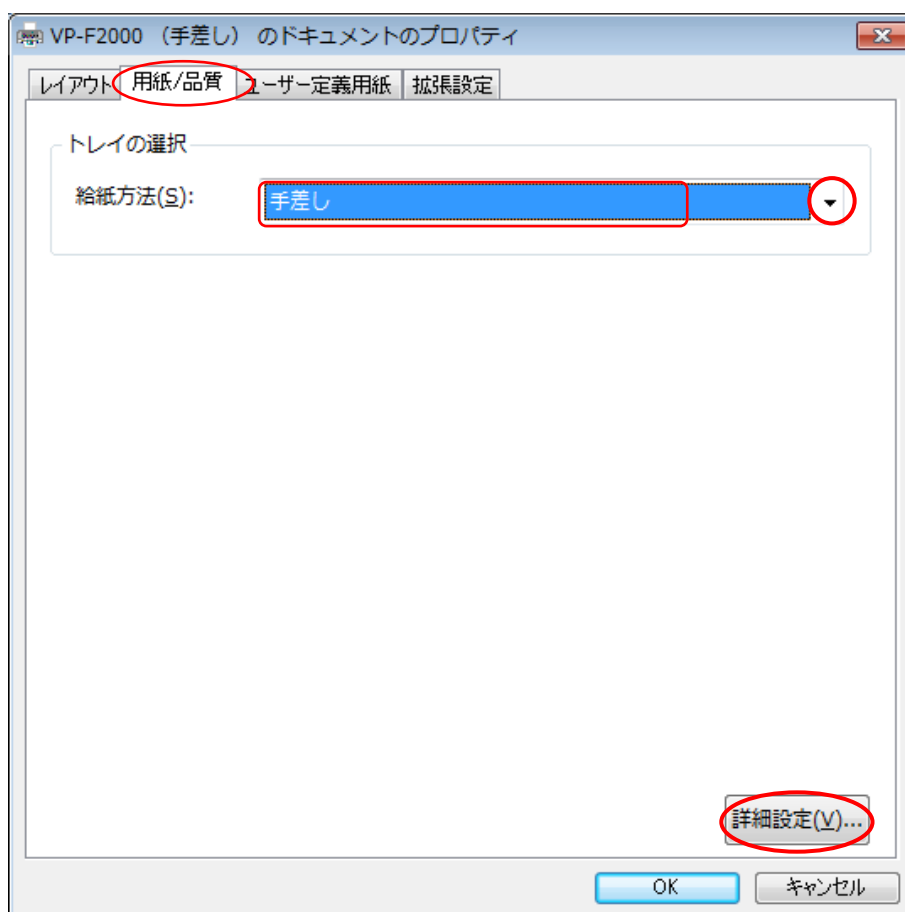 VP-F2000 （手差し） のドキュメントのプロパティ
レイアウト 用紙/品質 ユーザー定義用紙 拡張設定
トレイの選択
給紙方法(S): 手差し
詳細設定(V)...
OK キャンセル